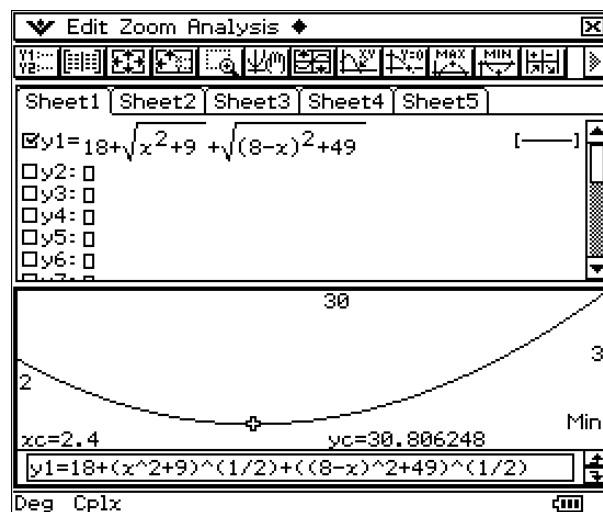 Edit Zoom Analysis
Sheet1 Sheet2 Sheet3 Sheet4 Sheet5
y1=18+√x²+9 +√(8-x)²+49 [—]
y2:
y3:
y4:
y5:
y6:
30
3
2
Min
xc=2.4 yc=30.806248
y1=18+(x^2+9)^(1/2)+((8-x)^2+49)^(1/2)
Deg Cplx